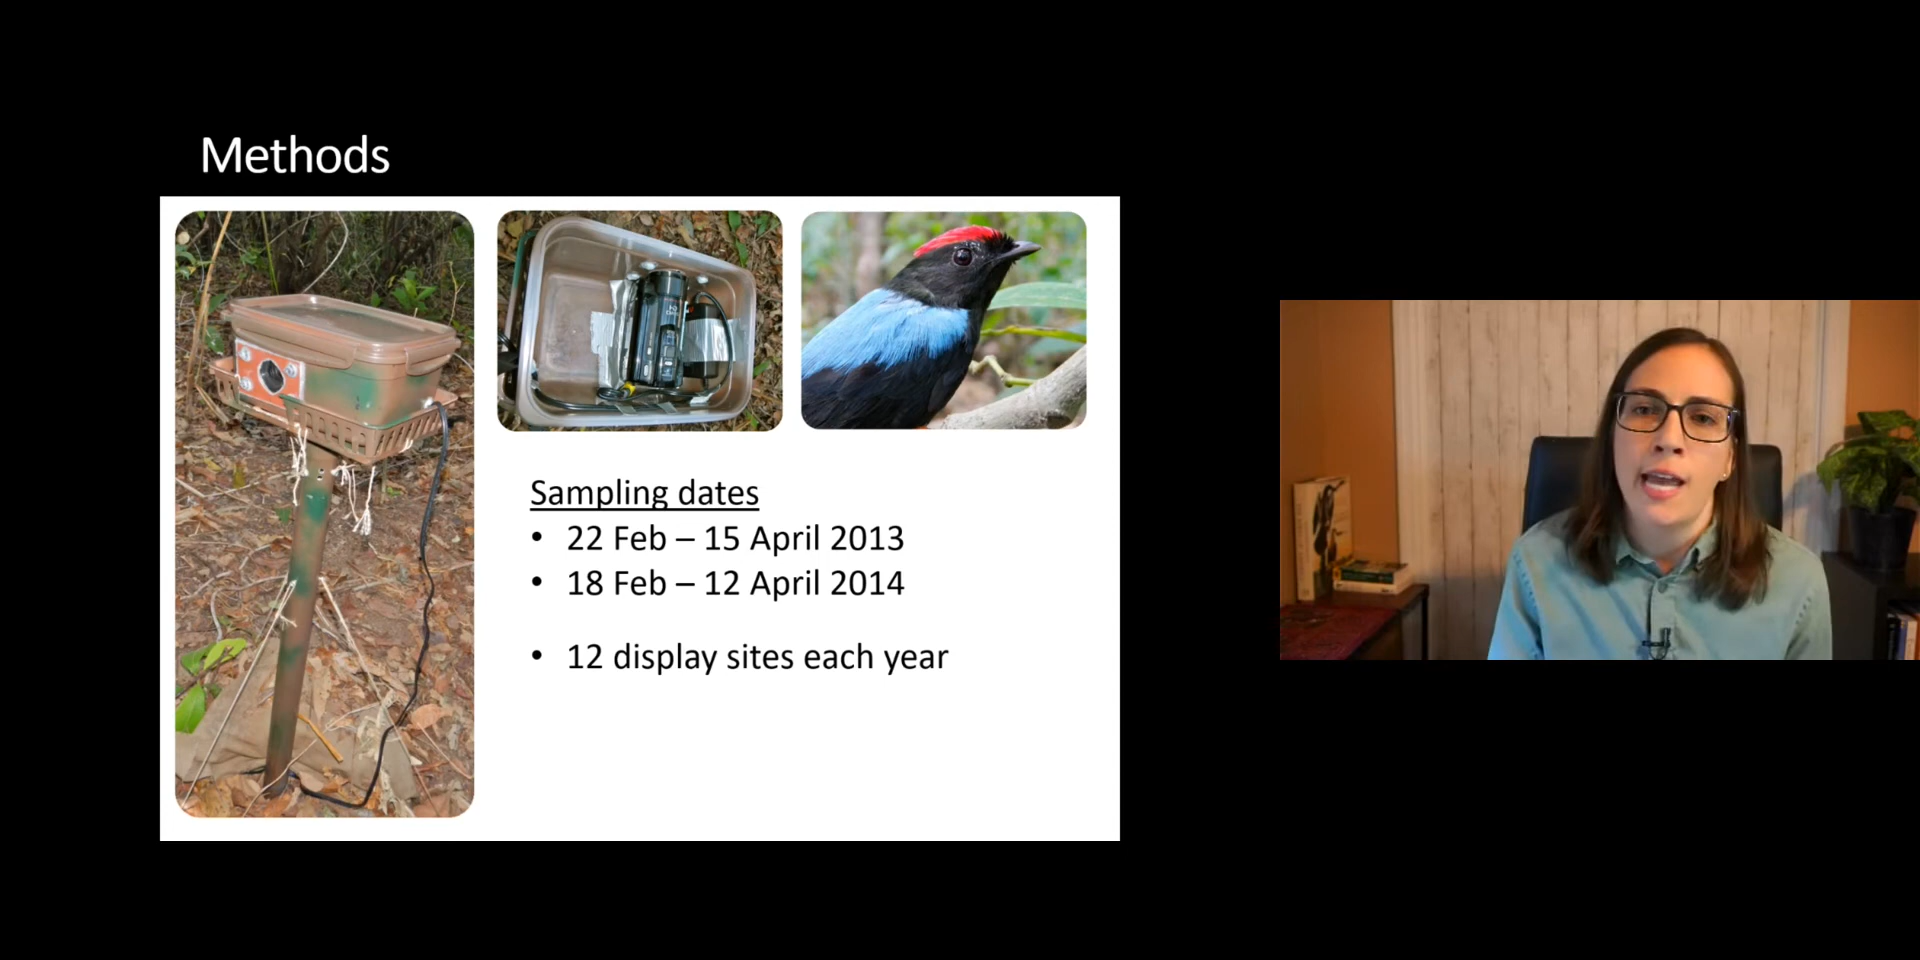 Methods
Sampling dates
• 22 Feb – 15 April 2013
• 18 Feb – 12 April 2014
• 12 display sites each year